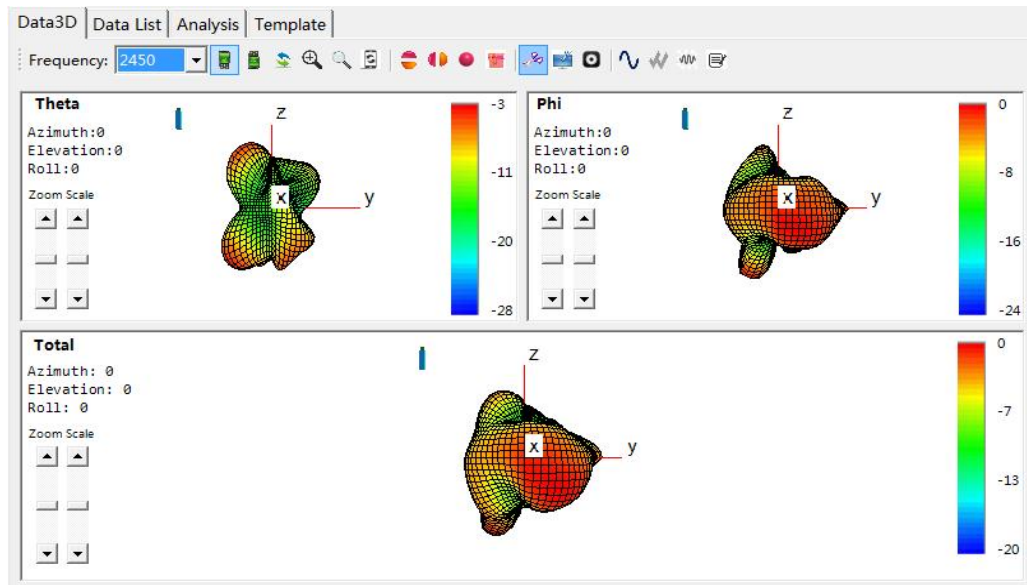 Data3D Data List Analysis Template
Frequency: 2450
Theta
Azimuth:0
Elevation:0
Roll:0
Zoom Scale
z
x
y
-3
-11
-20
-28
Phi
Azimuth:0
Elevation:0
Roll:0
Zoom Scale
z
x
y
0
-8
-16
-24
Total
Azimuth: 0
Elevation: 0
Roll: 0
Zoom Scale
z
x
y
0
-7
-13
-20